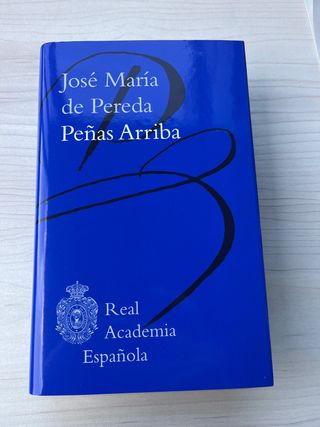 José María
de Pereda
Peñas Arriba
Real
Academia
Española